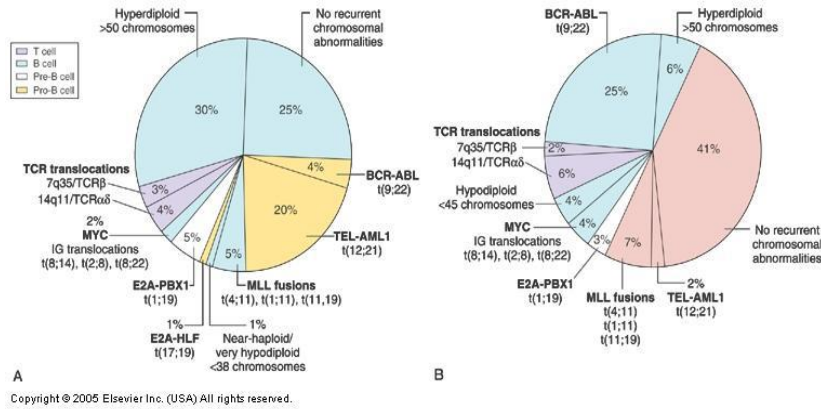 A
Hyperdiploid
>50 chromosomes
No recurrent
chromosomal
abnormalities
T cell
B cell
Pre-B cell
Pro-B cell
30%
25%
4%
BCR-ABL
t(9;22)
20%
TEL-AML1
t(12;21)
TCR translocations
7q35/TCRβ
14q11/TCRαδ
3%
4%
2%
MYC
IG translocations
t(8;14), t(2;8), t(8;22)
5%
5%
E2A-PBX1
t(1;19)
MLL fusions
t(4;11), t(1;11), t(11,19)
1%
E2A-HLF
t(17;19)
1%
Near-haploid/
very hypodiploid
<38 chromosomes
A
B
BCR-ABL
t(9;22)
Hyperdiploid
>50 chromosomes
6%
25%
41%
TCR translocations
7q35/TCRβ
14q11/TCRαδ
2%
6%
Hypodiploid
<45 chromosomes
4%
MYC
4%
IG translocations
t(8;14), t(2;8), t(8;22)
3%
7%
No recurrent
chromosomal
abnormalities
E2A-PBX1
t(1;19)
MLL fusions
t(4;11)
t(1;11)
t(11;19)
2%
TEL-AML1
t(12;21)
B
Copyright © 2005 Elsevier Inc. (USA) All rights reserved.